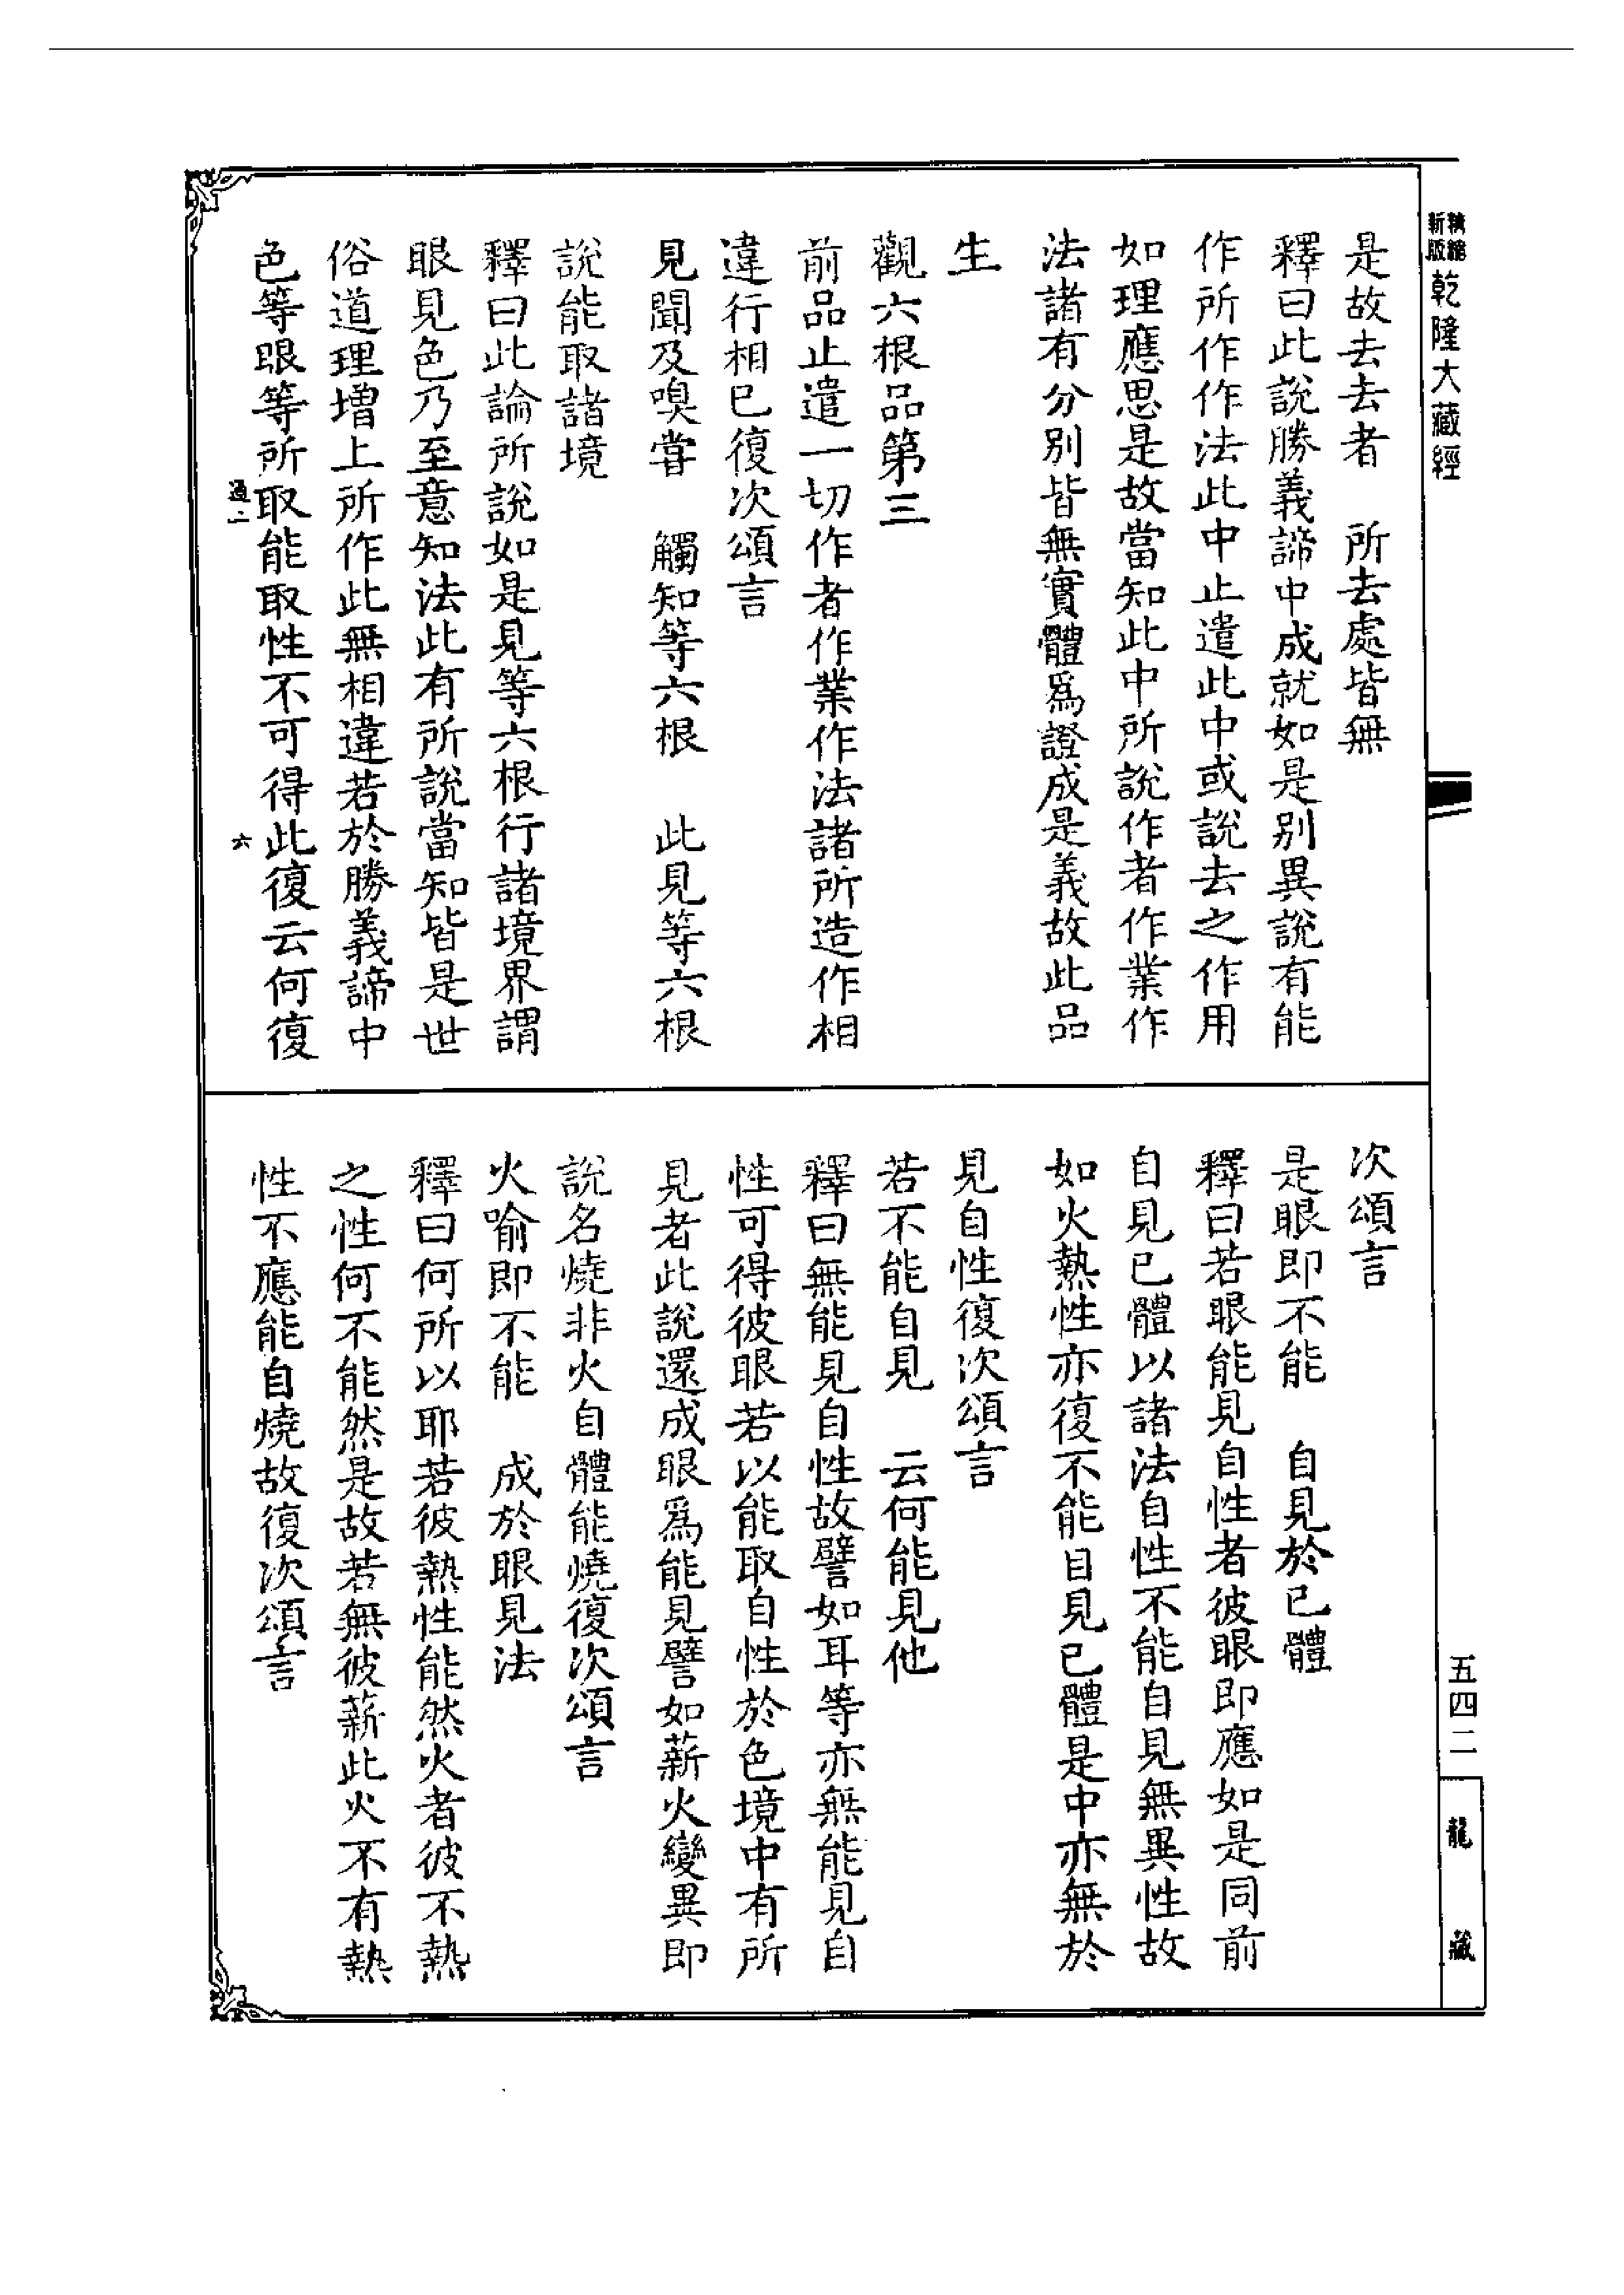 新版精縮乾隆大藏經
是故去去者　所去處皆無
釋曰此說勝義諦中成就如是別異說有能
作所作作法此中止遣此中或說去之作用
如理應思是故當知此中所說作者作業作
法諸有分別皆無實體爲證成是義故此品
生
觀六根品第三
前品止遣一切作者作業作法諸所造作相
違行相已復次頌言
見聞及嗅甞　觸知等六根　此見等六根
說能取諸境
釋曰此論所說如是見等六根行諸境界謂
眼見色乃至意知法此有所說當知皆是世
俗道理增上所作此無相違若於勝義諦中
色等眼等所取能取性不可得此復云何復
通二　六
次頌言
是眼即不能　自見於已體
釋曰若眼能見自性者彼眼即應如是同前
自見已體以諸法自性不能自見無異性故
如火熱性亦復不能目見已體是中亦無於
見自性復次頌言
若不能自見　云何能見他
釋曰無能見自性故譬如耳等亦無能見自
性可得彼眼若以能取自性於色境中有所
見者此說還成眼爲能見譬如薪火變異即
說名燒非火自體能燒復次頌言
火喻即不能　成於眼見法
釋曰何所以耶若彼熱性能然火者彼不熱
之性何不能然是故若無彼薪此火不有熱
性不應能自燒故復次頌言
五四二
龍藏